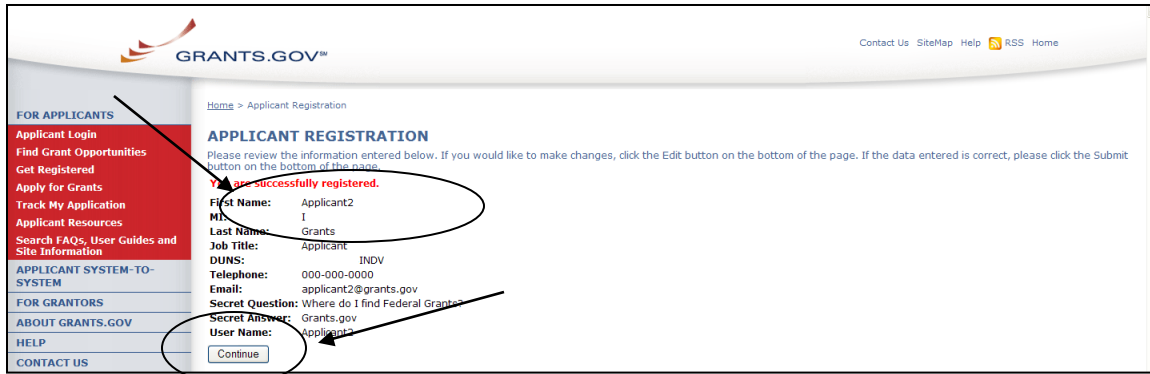 GRANTS.GOV℠
Contact Us SiteMap Help RSS Home
FOR APPLICANTS
Applicant Login
Find Grant Opportunities
Get Registered
Apply for Grants
Track My Application
Applicant Resources
Search FAQs, User Guides and
Site Information
APPLICANT SYSTEM-TO-
SYSTEM
FOR GRANTORS
ABOUT GRANTS.GOV
HELP
CONTACT US
Home > Applicant Registration
APPLICANT REGISTRATION
Please review the information entered below. If you would like to make changes, click the Edit button on the bottom of the page. If the data entered is correct, please click the Submit
button on the bottom of the page.
You are successfully registered.
First Name: Applicant2
MI: I
Last Name: Grants
Job Title: Applicant
DUNS: INDV
Telephone: 000-000-0000
Email: applicant2@grants.gov
Secret Question: Where do I find Federal Grants?
Secret Answer: Grants.gov
User Name: Applicant2
Continue